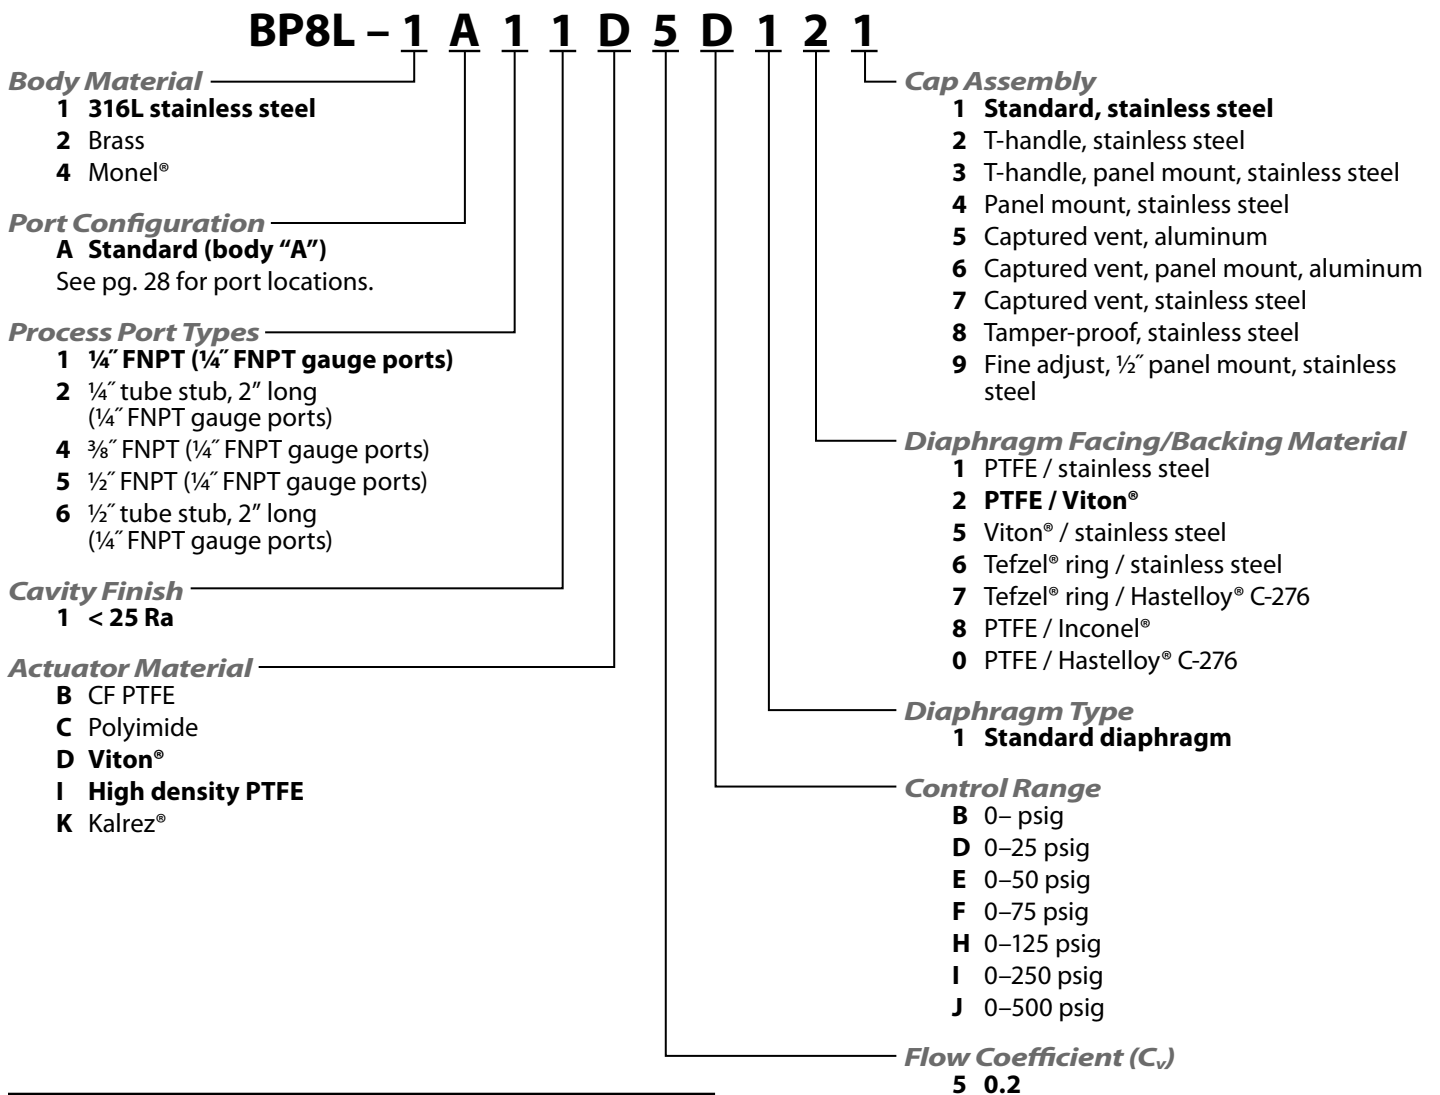 BP8L – 1 A 1 1 D 5 D 1 2 1
Body Material
1 316L stainless steel
2 Brass
4 Monel®
Port Configuration
A Standard (body “A”)
See pg. 28 for port locations.
Process Port Types
1 ¼˝ FNPT (¼˝ FNPT gauge ports)
2 ¼˝ tube stub, 2” long
(¼˝ FNPT gauge ports)
4 ⅜˝ FNPT (¼˝ FNPT gauge ports)
5 ½˝ FNPT (¼˝ FNPT gauge ports)
6 ½˝ tube stub, 2” long
(¼˝ FNPT gauge ports)
Cavity Finish
1 < 25 Ra
Actuator Material
B CF PTFE
C Polyimide
D Viton®
I High density PTFE
K Kalrez®
Cap Assembly
1 Standard, stainless steel
2 T-handle, stainless steel
3 T-handle, panel mount, stainless steel
4 Panel mount, stainless steel
5 Captured vent, aluminum
6 Captured vent, panel mount, aluminum
7 Captured vent, stainless steel
8 Tamper-proof, stainless steel
9 Fine adjust, ½˝ panel mount, stainless
steel
Diaphragm Facing/Backing Material
1 PTFE / stainless steel
2 PTFE / Viton®
5 Viton® / stainless steel
6 Tefzel® ring / stainless steel
7 Tefzel® ring / Hastelloy® C-276
8 PTFE / Inconel®
0 PTFE / Hastelloy® C-276
Diaphragm Type
1 Standard diaphragm
Control Range
B 0– psig
D 0–25 psig
E 0–50 psig
F 0–75 psig
H 0–125 psig
I 0–250 psig
J 0–500 psig
Flow Coefficient (Cv)
5 0.2